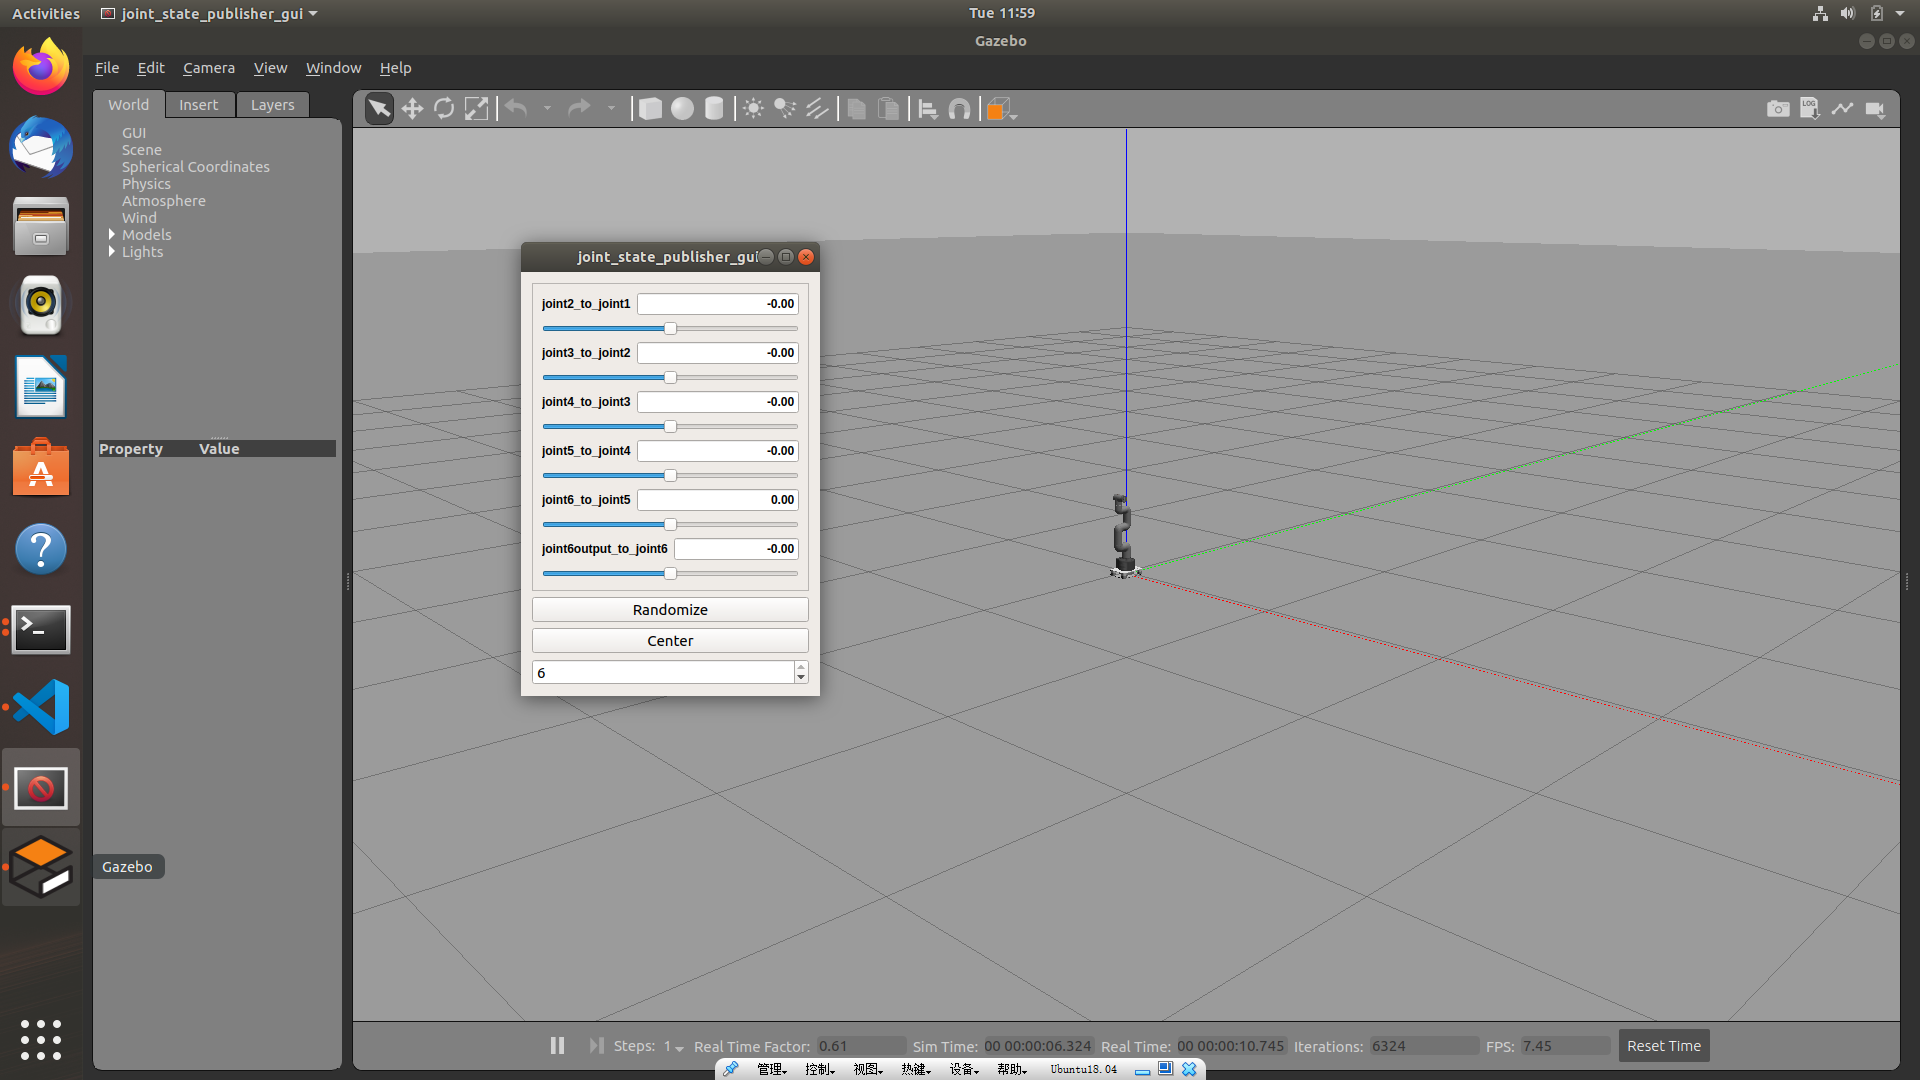 Activities joint_state_publisher_gui Tue 11:59
Gazebo
File Edit Camera View Window Help
World Insert Layers
GUI
Scene
Spherical Coordinates
Physics
Atmosphere
Wind
Models
Lights
Property Value
Gazebo
joint_state_publisher_gui
joint2_to_joint1 -0.00
joint3_to_joint2 -0.00
joint4_to_joint3 -0.00
joint5_to_joint4 -0.00
joint6_to_joint5 0.00
joint6output_to_joint6 -0.00
Randomize
Center
6
LOG
Steps: 1 Real Time Factor: 0.61 Sim Time: 00 00:00:06.324 Real Time: 00 00:00:10.745 Iterations: 6324 FPS: 7.45 Reset Time
管理 控制 视图 热键 设备 帮助 Ubuntu18.04